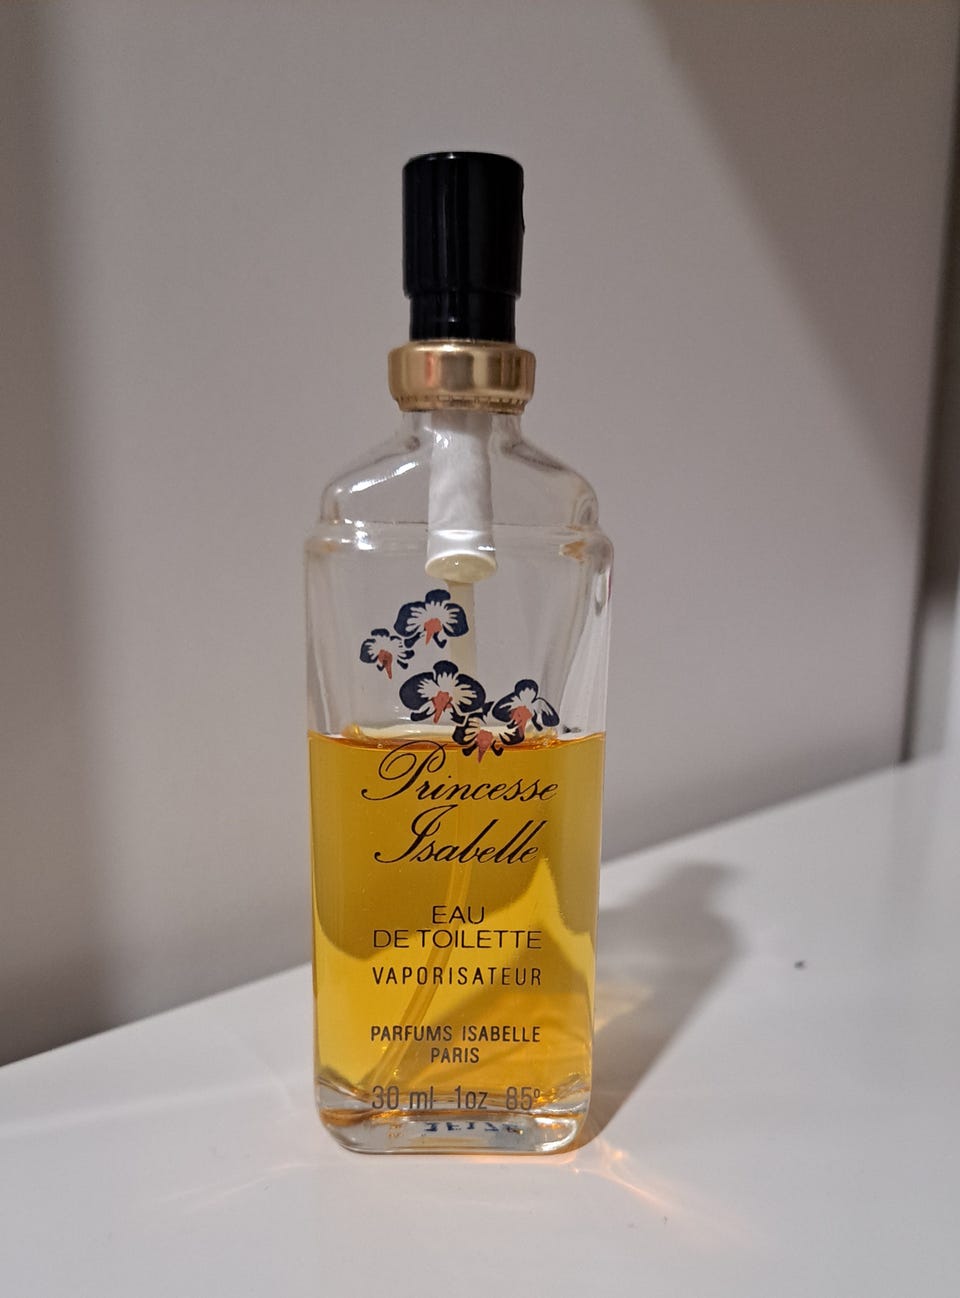 Princesse
Isabelle
EAU
DE TOILETTE
VAPORISATEUR
PARFUMS ISABELLE
PARIS
30 ml 1oz 85°